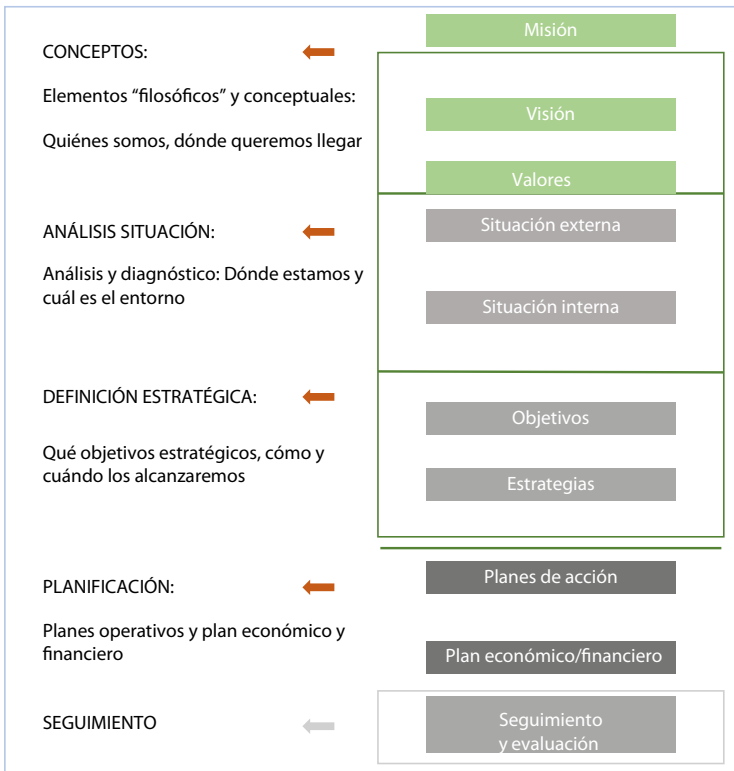 Misión
CONCEPTOS:
Elementos “filosóficos” y conceptuales:
Visión
Quiénes somos, dónde queremos llegar
Valores
ANÁLISIS SITUACIÓN:
Situación externa
Análisis y diagnóstico: Dónde estamos y
cuál es el entorno
Situación interna
DEFINICIÓN ESTRATÉGICA:
Objetivos
Qué objetivos estratégicos, cómo y
cuándo los alcanzaremos
Estrategias
PLANIFICACIÓN:
Planes de acción
Planes operativos y plan económico y
financiero
Plan económico/financiero
SEGUIMIENTO
Seguimiento
y evaluación